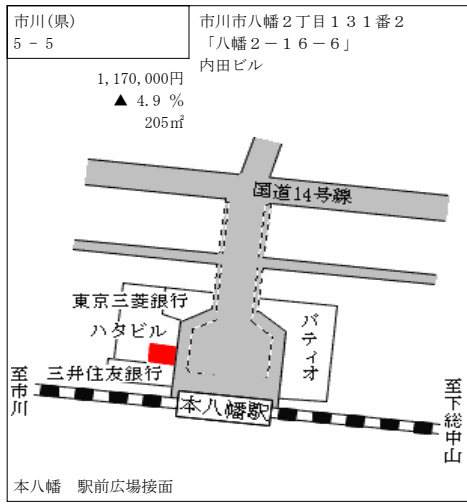 市川(県)
5－5
市川市八幡２丁目１３１番２
「八幡２－１６－６」
内田ビル
1,170,000円
▲ 4.9 %
205㎡
国道14号線
東京三菱銀行
ハタビル
三井住友銀行
パティオ
至市川
本八幡駅
至下総中山
本八幡　駅前広場接面